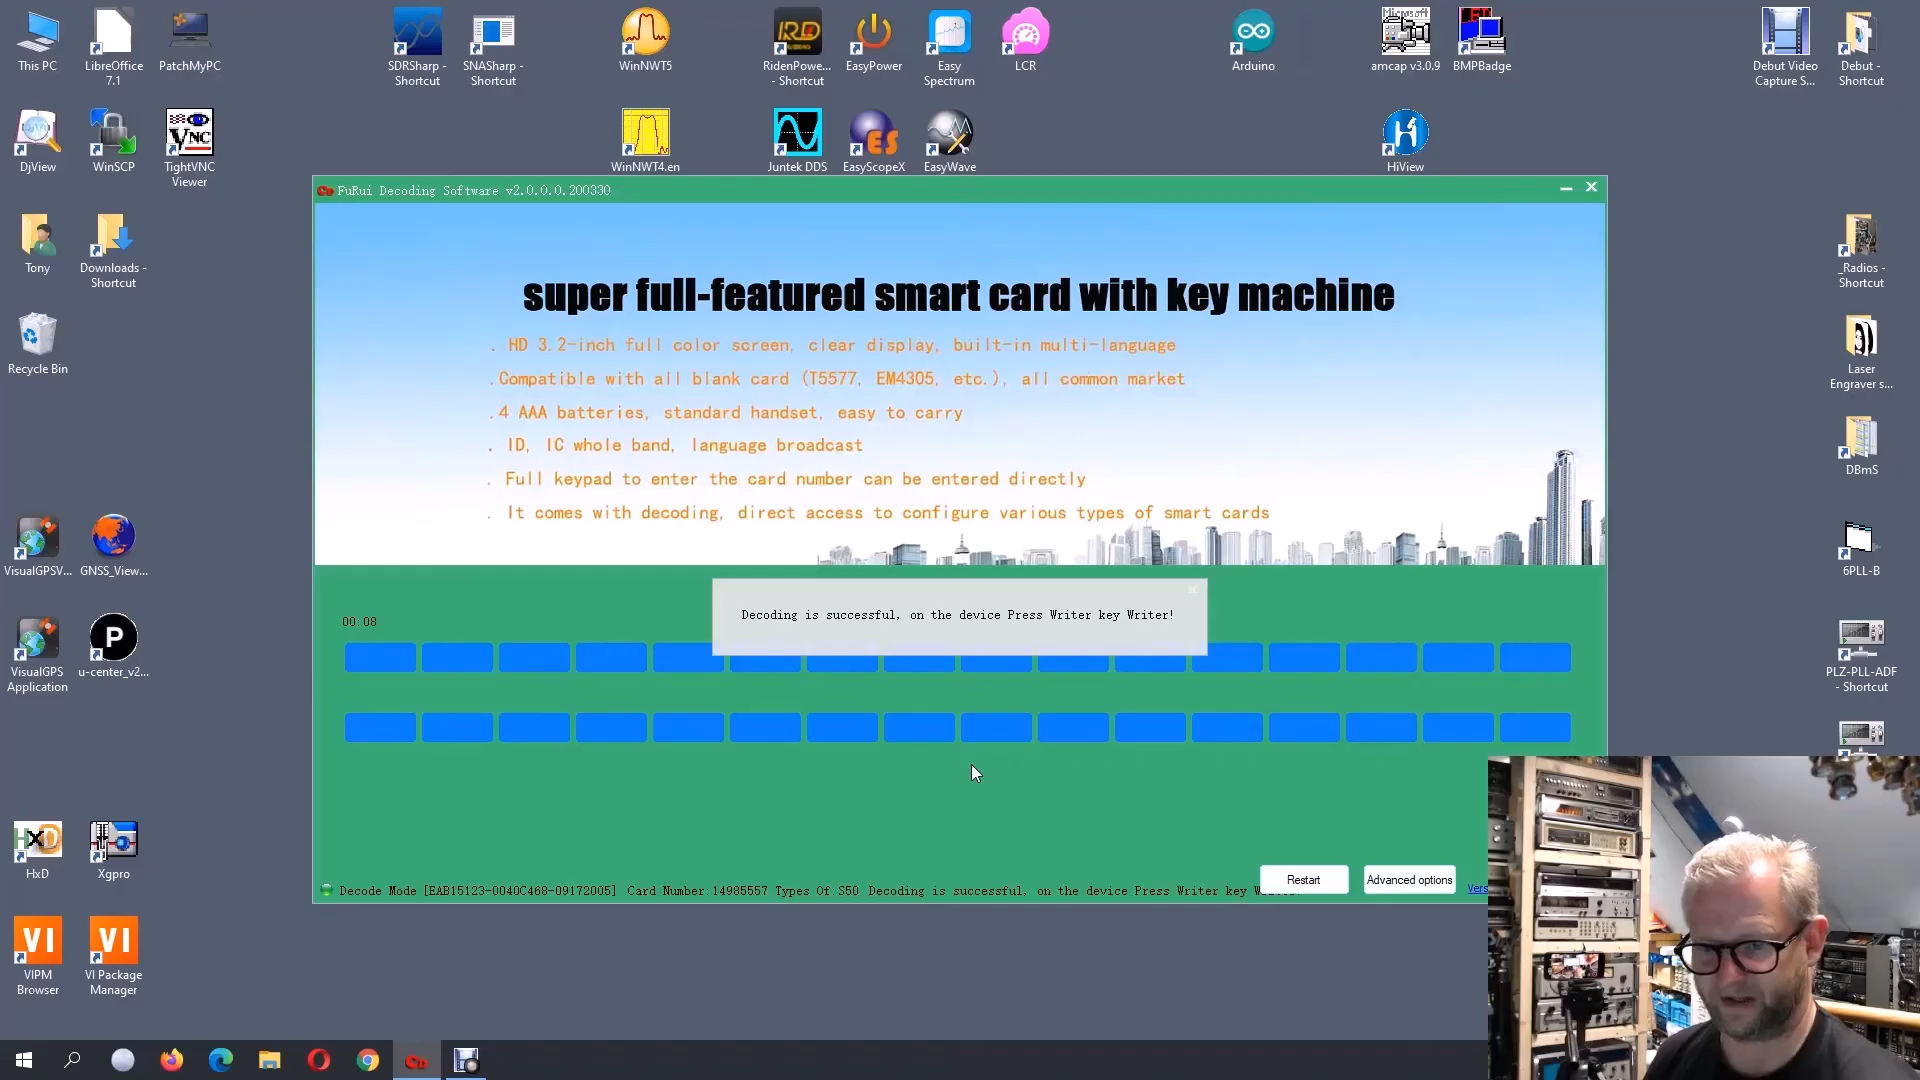 This PC
LibreOffice
7.1
PatchMyPC
SDRSharp -
Shortcut
SNASharp -
Shortcut
WinNWT5
RidenPowe...
- Shortcut
EasyPower
Easy
Spectrum
LCR
Arduino
amcap v3.0.9
BMPBadge
Debut Video
Capture S...
Debut -
Shortcut
DjView
WinSCP
TightVNC
Viewer
WinNWT4.en
Juntek DDS
EasyScopeX
EasyWave
HiView
Tony
Downloads -
Shortcut
Recycle Bin
VisualGPSV...
GNSS_View...
VisualGPS
Application
u-center_v2...
HxD
Xgpro
VIPM
Browser
VI Package
Manager
FuRui Decoding Software v2.0.0.0.200330
super full-featured smart card with key machine
. HD 3.2-inch full color screen, clear display, built-in multi-language
.Compatible with all blank card (T5577, EM4305, etc.), all common market
.4 AAA batteries, standard handset, easy to carry
. ID, IC whole band, language broadcast
. Full keypad to enter the card number can be entered directly
. It comes with decoding, direct access to configure various types of smart cards
Decoding is successful, on the device Press Writer key Writer!
00:08
Restart
Advanced options
Vers
Decode Mode [EAB15123-0040C468-09172005] Card Number:14985557 Types Of:S50 Decoding is successful, on the device Press Writer key W
_Radios -
Shortcut
Laser
Engraver s...
DBmS
6PLL-B
PLZ-PLL-ADF
- Shortcut